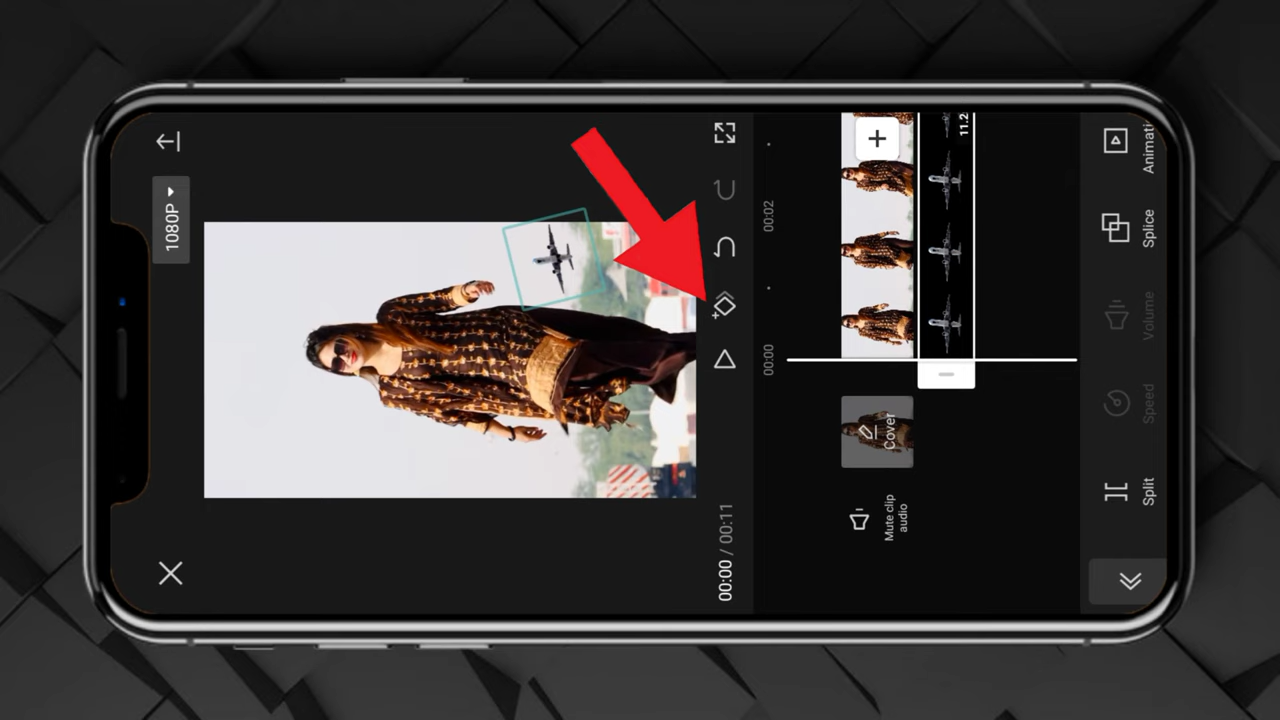 1080P
00:00 / 00:11
00:00
00:02
11.2
Cover
Mute clip
audio
Split
Speed
Volume
Splice
Animati